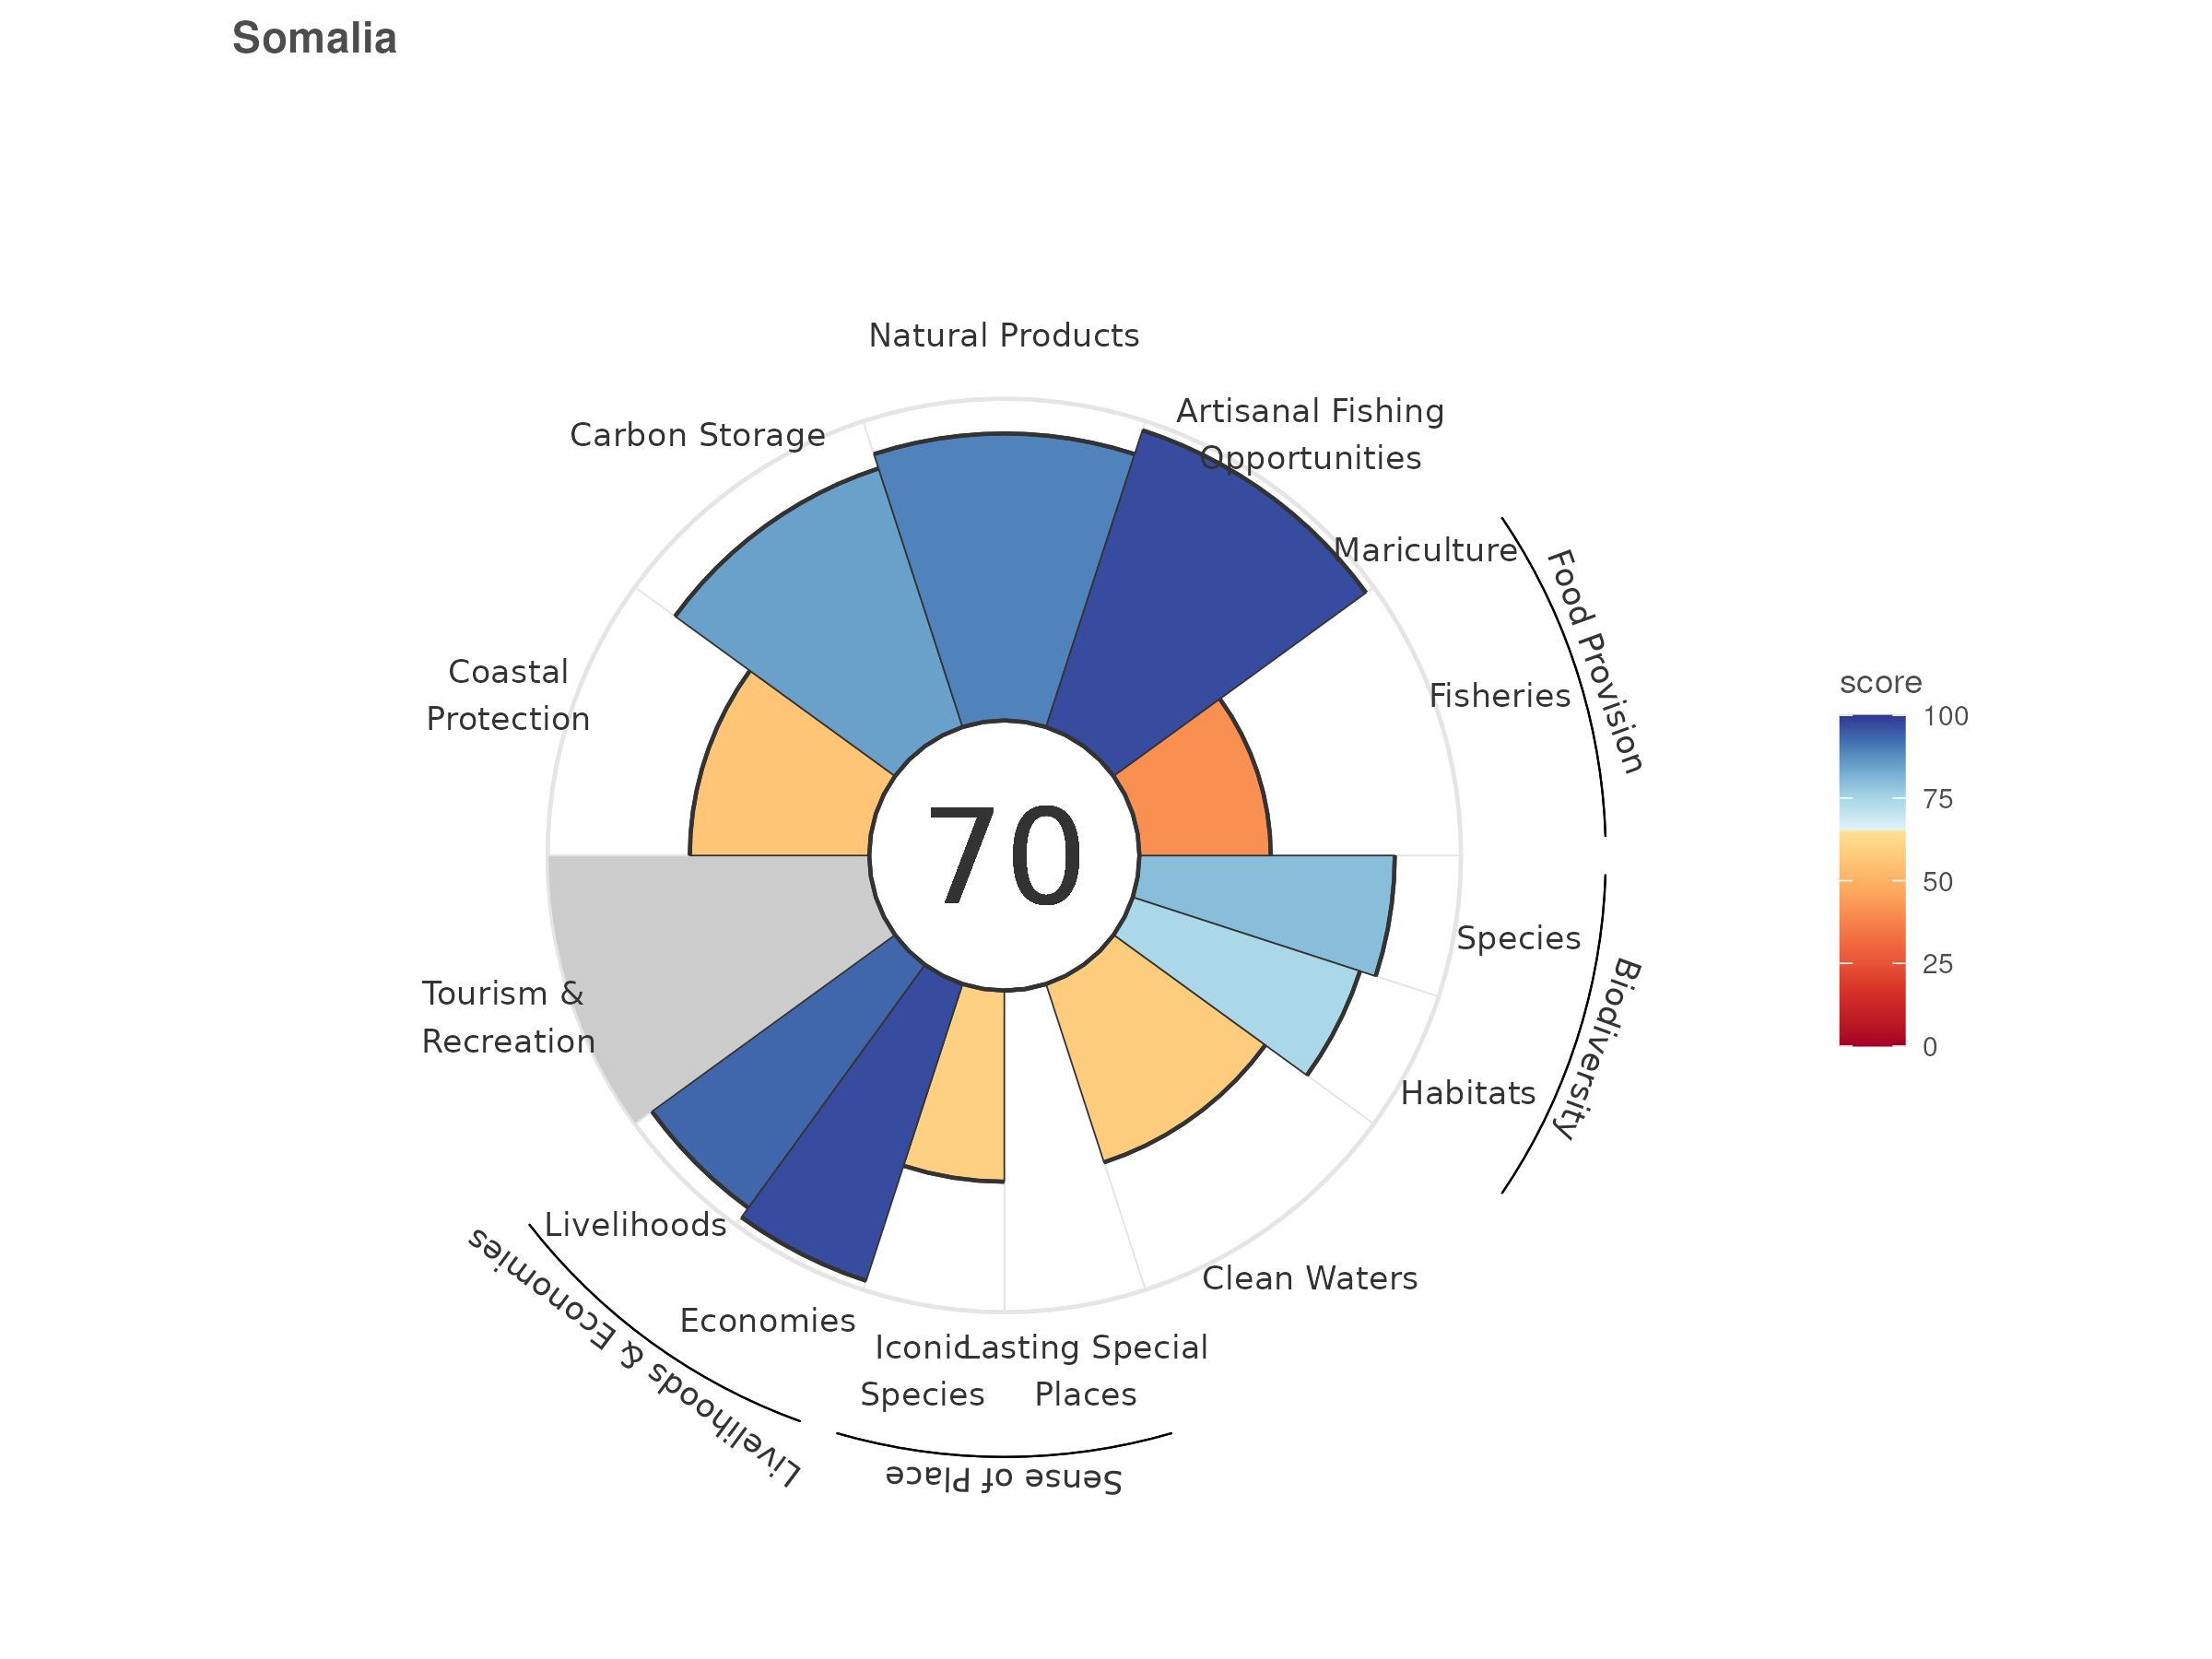 Somalia
Natural Products
Artisanal Fishing
Opportunities
Carbon Storage
Mariculture
Food Provision
Fisheries
Coastal
Protection
score
100
75
50
25
0
70
Species
Biodiversity
Habitats
Tourism &
Recreation
Livelihoods
Livelihoods & Economies
Economies
Clean Waters
Iconic
Species
Lasting Special
Places
Sense of Place